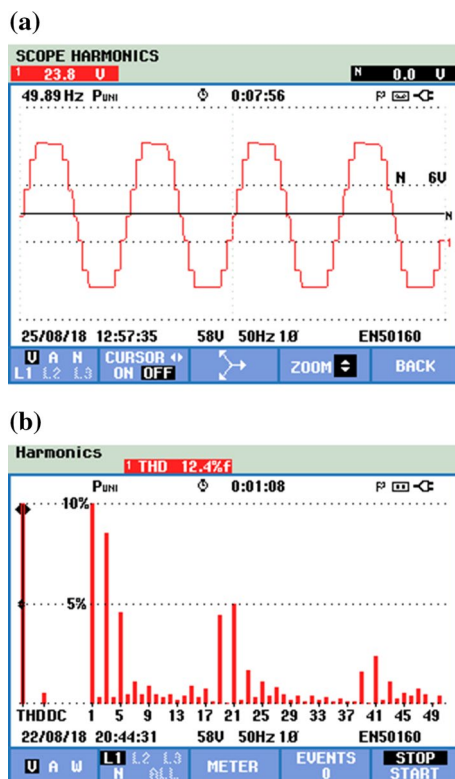 (a)
SCOPE HARMONICS
1 23.8 V N 0.0 V
49.89 Hz PUNI 0:07:56
N 6V
N
1
25/08/18 12:57:35 58V 50Hz 1.0̸ EN50160
V A N CURSOR ZOOM BACK
L1 L2 L3 ON OFF
(b)
Harmonics
1 THD 12.4%f
PUNI 0:01:08
10%
5%
THDDC 1 5 9 13 17 21 25 29 33 37 41 45 49
22/08/18 20:44:31 58V 50Hz 1.0̸ EN50160
V A W L1 L2 L3 METER EVENTS STOP
N ALL 0 START